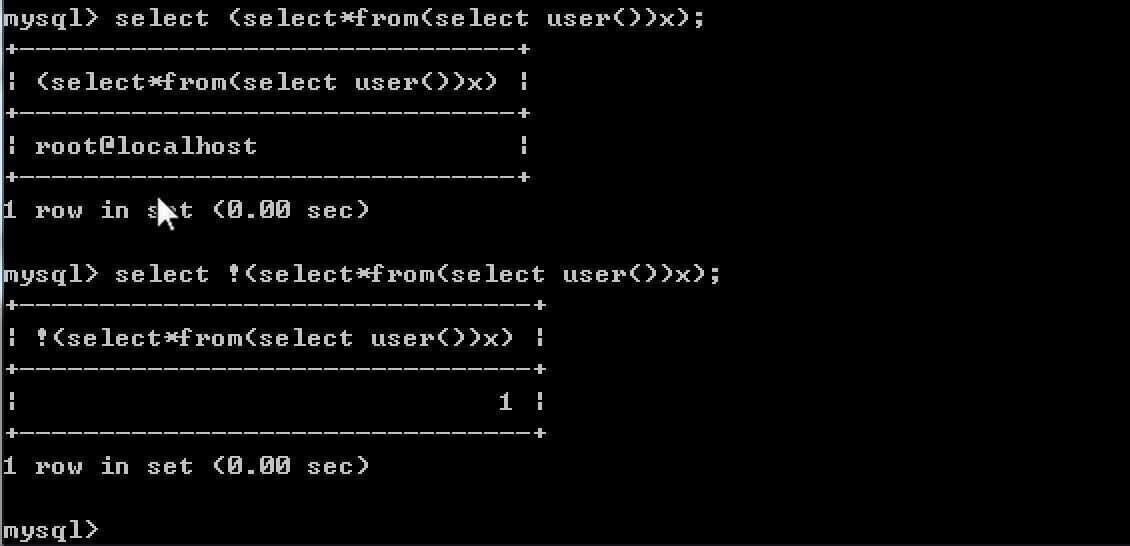 mysql> select (select*from(select user())x);
+-------------------------------+
| (select*from(select user())x) |
+-------------------------------+
| root@localhost                |
+-------------------------------+
1 row in set (0.00 sec)
mysql> select !(select*from(select user())x);
+--------------------------------+
| !(select*from(select user())x) |
+--------------------------------+
|                              1 |
+--------------------------------+
1 row in set (0.00 sec)
mysql>